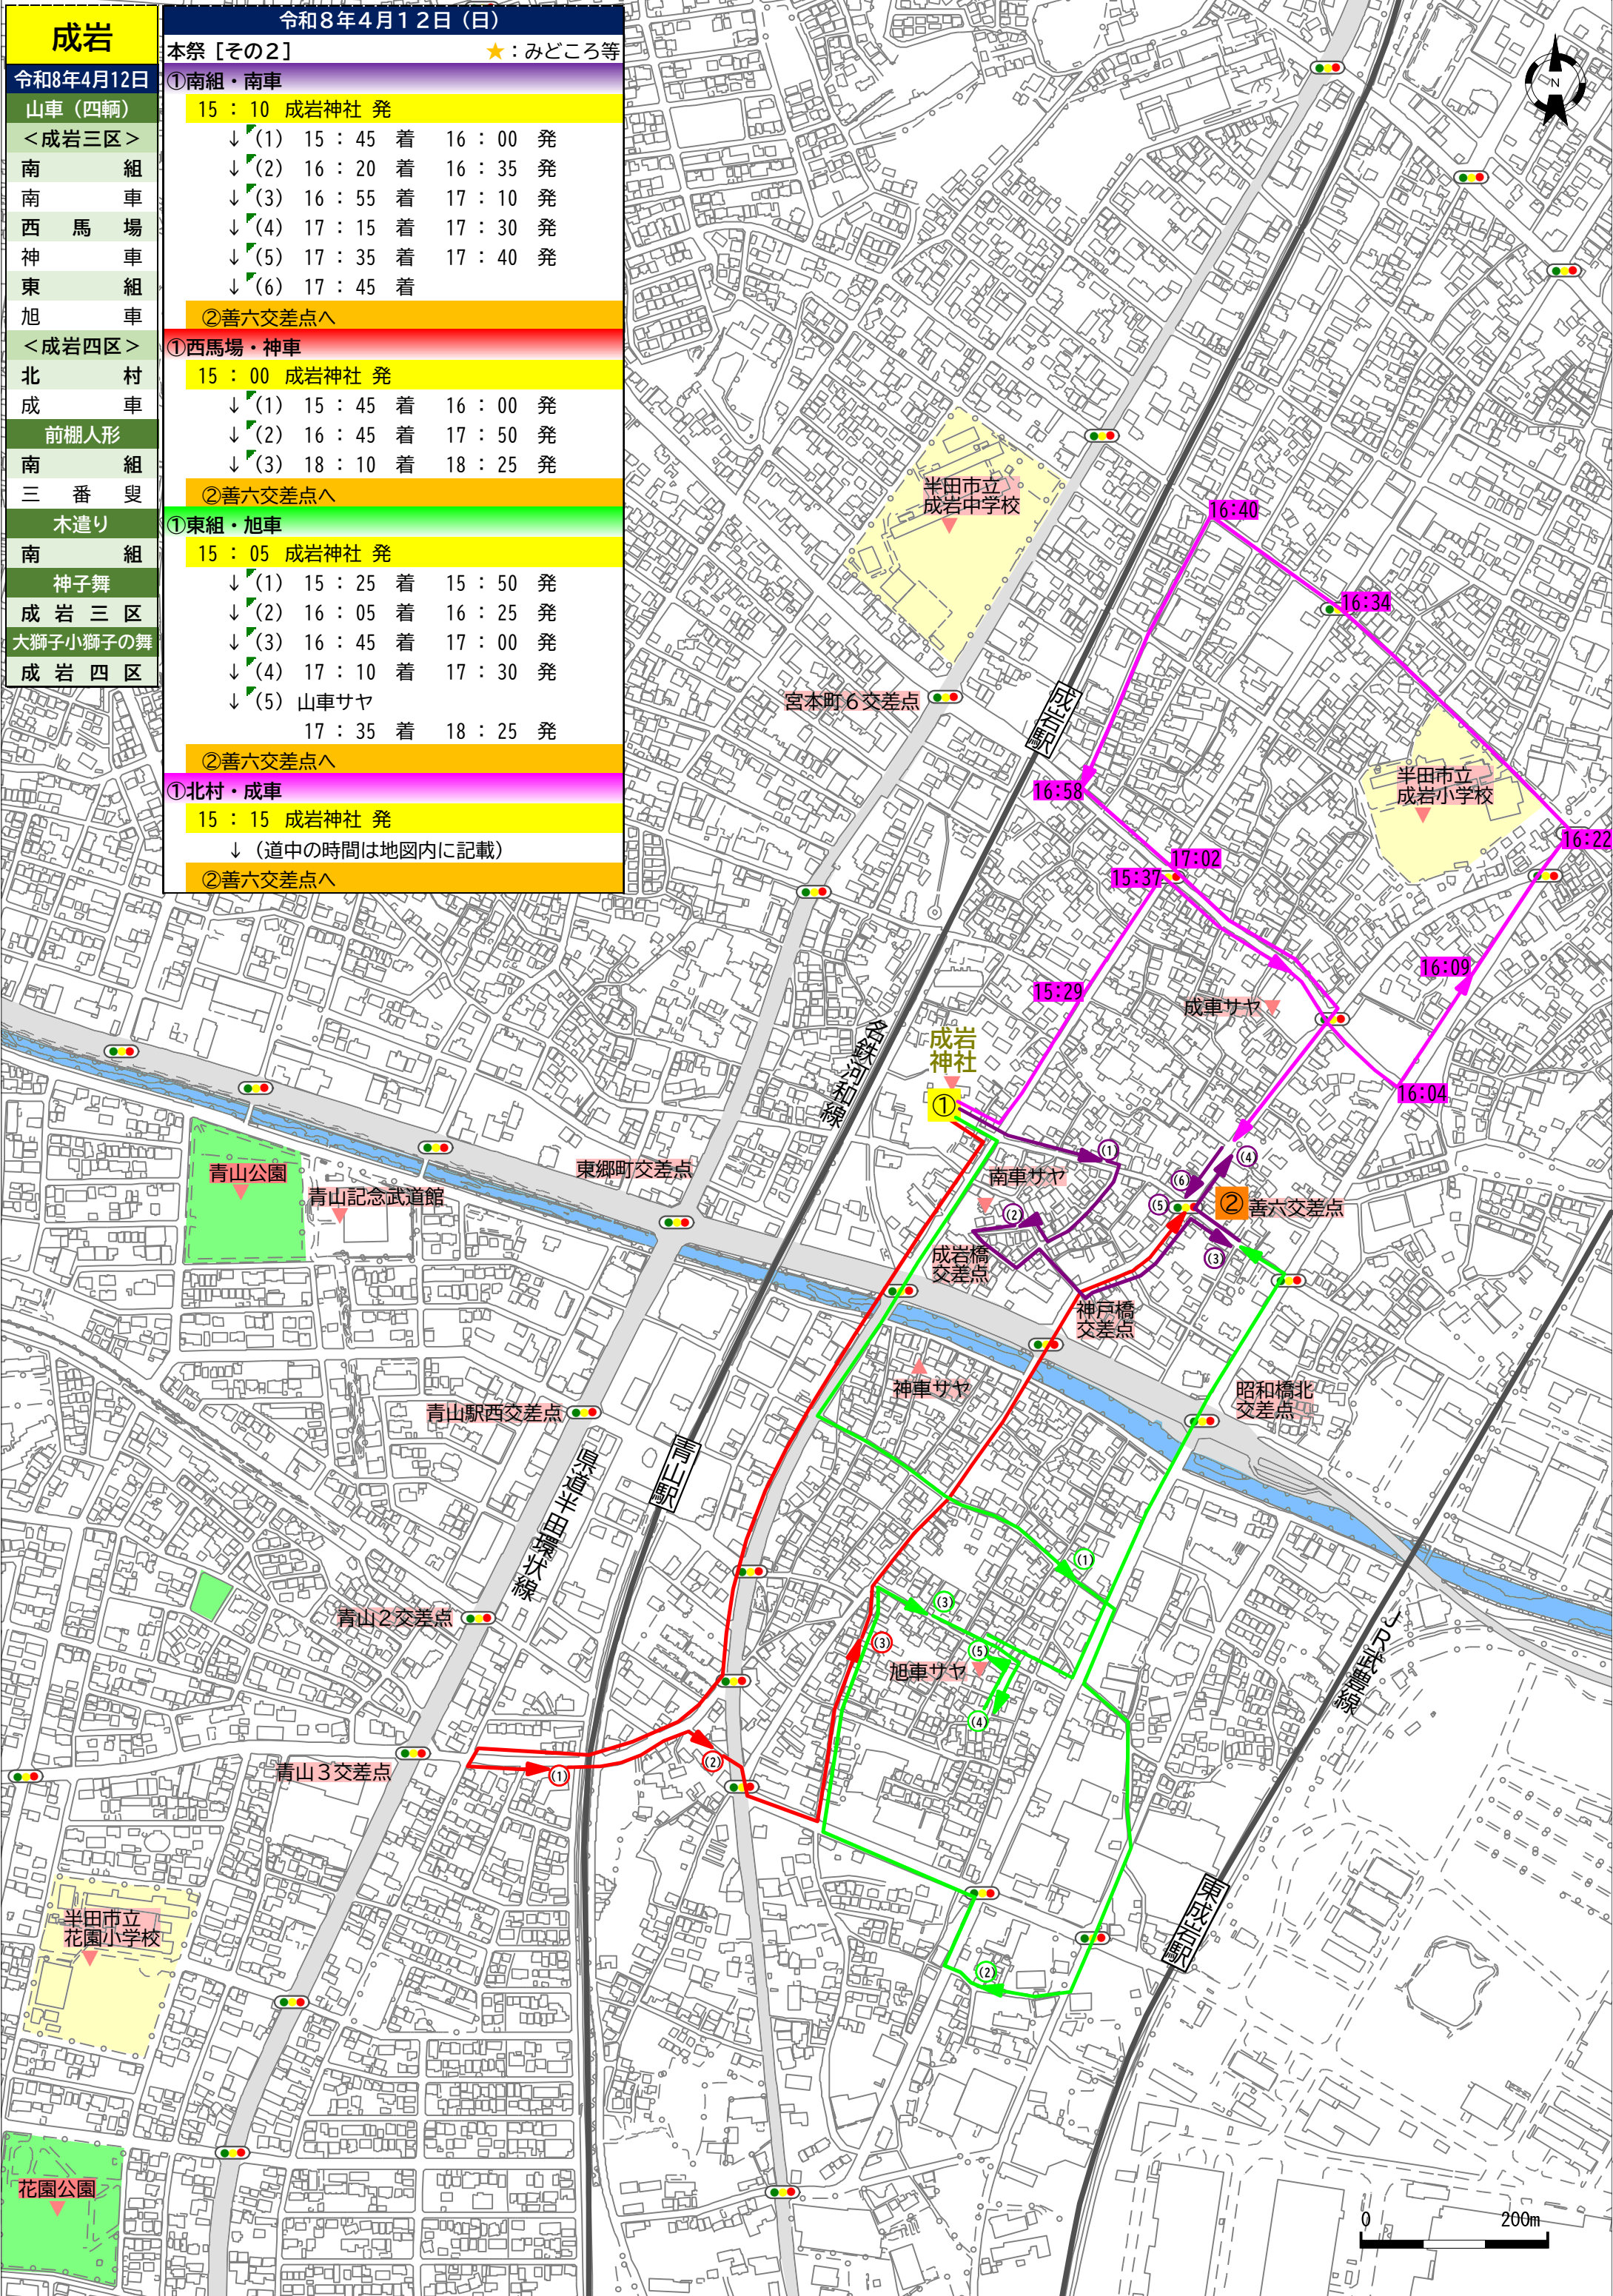 成岩
令和8年4月12日
山車（四輌）
＜成岩三区＞
南組
南車
西馬場
神車
東組
旭車
＜成岩四区＞
北村
成車
前棚人形
南組
三番叟
木遣り
南組
神子舞
成岩三区
大獅子小獅子の舞
成岩四区
令和８年４月１２日（日）
本祭［その２］ ★：みどころ等
①南組・南車
15 ： 10 成岩神社 発
↓ (1) 15 ： 45 着 16 ： 00 発
↓ (2) 16 ： 20 着 16 ： 35 発
↓ (3) 16 ： 55 着 17 ： 10 発
↓ (4) 17 ： 15 着 17 ： 30 発
↓ (5) 17 ： 35 着 17 ： 40 発
↓ (6) 17 ： 45 着
②善六交差点へ
①西馬場・神車
15 ： 00 成岩神社 発
↓ (1) 15 ： 45 着 16 ： 00 発
↓ (2) 16 ： 45 着 17 ： 50 発
↓ (3) 18 ： 10 着 18 ： 25 発
②善六交差点へ
①東組・旭車
15 ： 05 成岩神社 発
↓ (1) 15 ： 25 着 15 ： 50 発
↓ (2) 16 ： 05 着 16 ： 25 発
↓ (3) 16 ： 45 着 17 ： 00 発
↓ (4) 17 ： 10 着 17 ： 30 発
↓ (5) 山車サヤ
17 ： 35 着 18 ： 25 発
②善六交差点へ
①北村・成車
15 ： 15 成岩神社 発
↓（道中の時間は地図内に記載）
②善六交差点へ
N
半田市立
成岩中学校
16:40
16:34
宮本町６交差点
成岩駅
16:58
半田市立
成岩小学校
16:22
17:02
15:37
16:09
15:29
成車サヤ
名鉄河和線
成岩
神社
①
16:04
(1)
(4)
東郷町交差点
青山公園
青山記念武道館
南車サヤ
(6)
(5)
②
善六交差点
(2)
(3)
成岩橋
交差点
神戸橋
交差点
神車サヤ
昭和橋北
交差点
青山駅西交差点
青山駅
県道半田環状線
(1)
(3)
青山２交差点
(3)
(5)
旭車サヤ
(4)
ＪＲ武豊線
青山３交差点
(1)
(2)
東成岩駅
半田市立
花園小学校
(2)
花園公園
0 200m